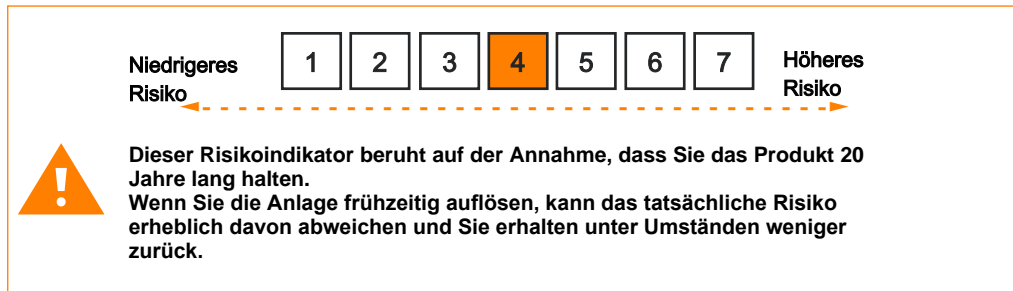 Niedrigeres Risiko
1 2 3 4 5 6 7
Höheres Risiko
!
Dieser Risikoindikator beruht auf der Annahme, dass Sie das Produkt 20
Jahre lang halten.
Wenn Sie die Anlage frühzeitig auflösen, kann das tatsächliche Risiko
erheblich davon abweichen und Sie erhalten unter Umständen weniger
zurück.